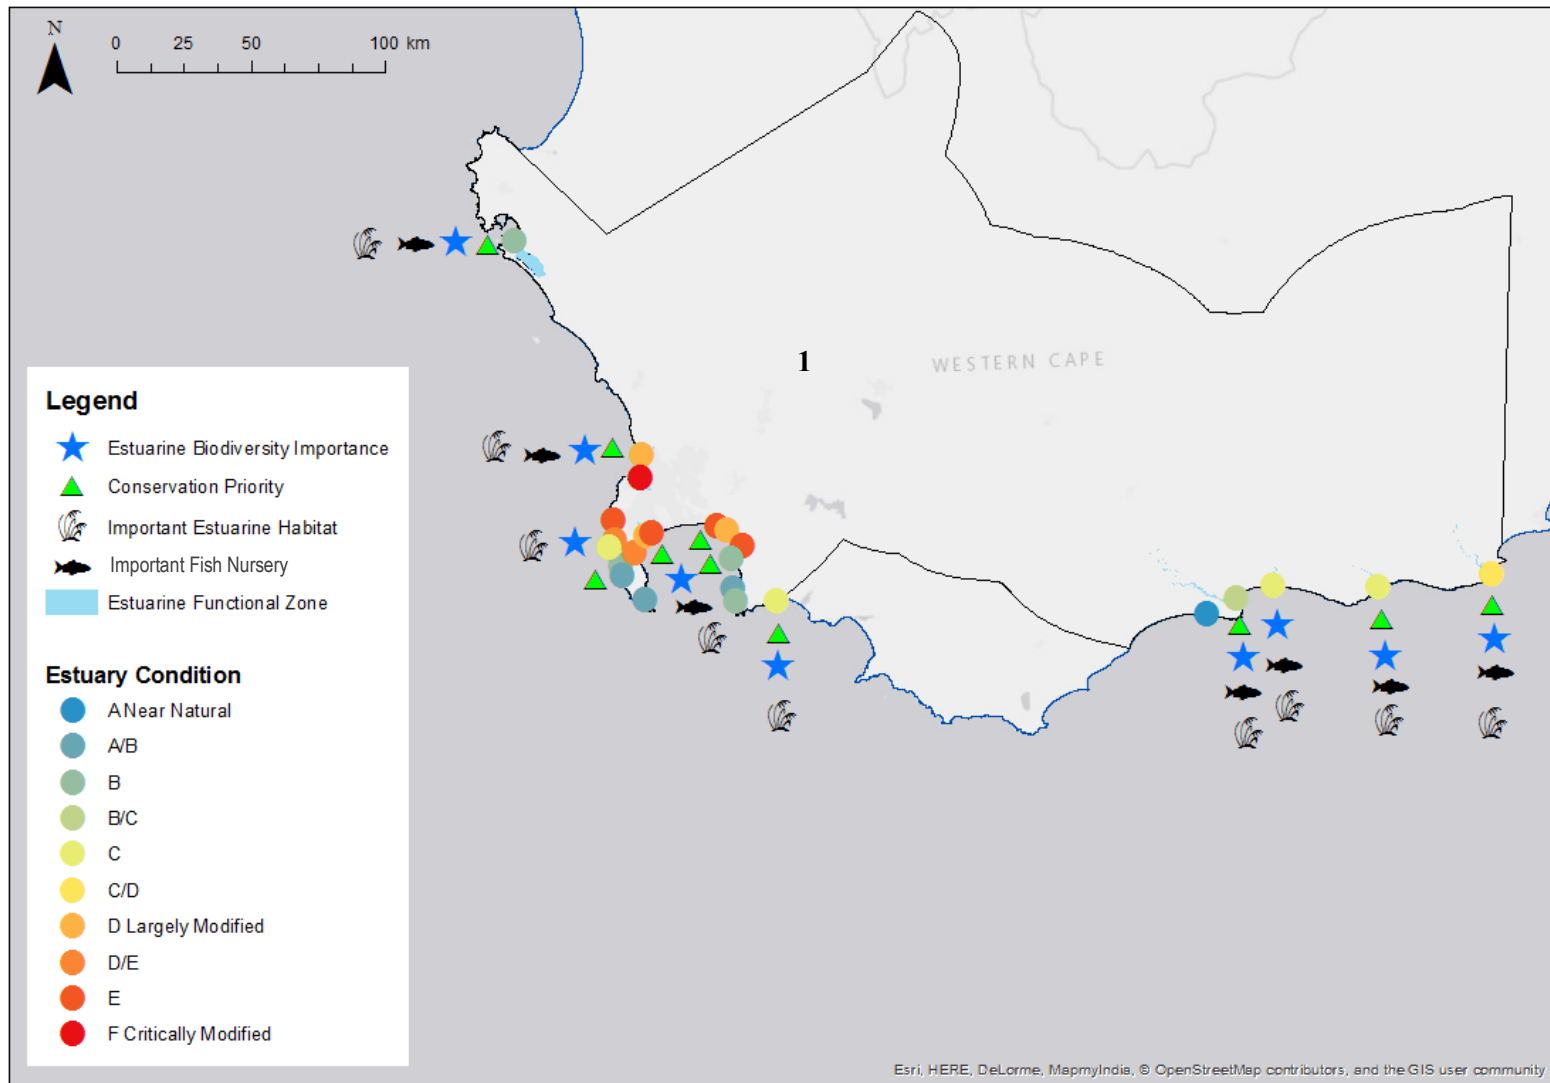 N
0 25 50 100 km
1
WESTERN CAPE
Legend
Estuarine Biodiversity Importance
Conservation Priority
Important Estuarine Habitat
Important Fish Nursery
Estuarine Functional Zone
Estuary Condition
A Near Natural
A/B
B
B/C
C
C/D
D Largely Modified
D/E
E
F Critically Modified
Esri, HERE, DeLorme, MapmyIndia, © OpenStreetMap contributors, and the GIS user community